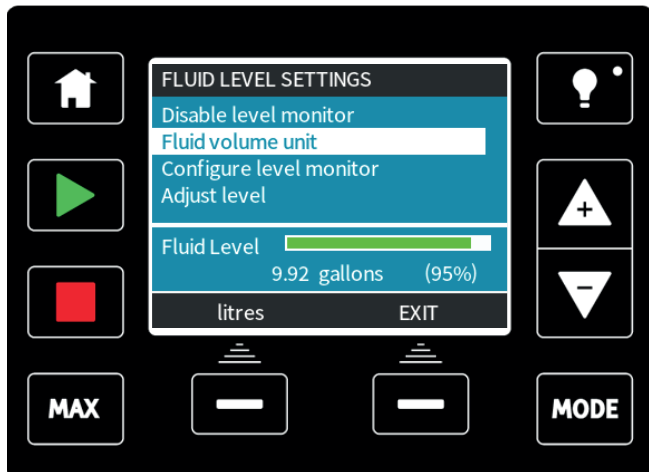 FLUID LEVEL SETTINGS
Disable level monitor
Fluid volume unit
Configure level monitor
Adjust level
+
Fluid Level
9.92 gallons (95%)
−
litres EXIT
MAX MODE